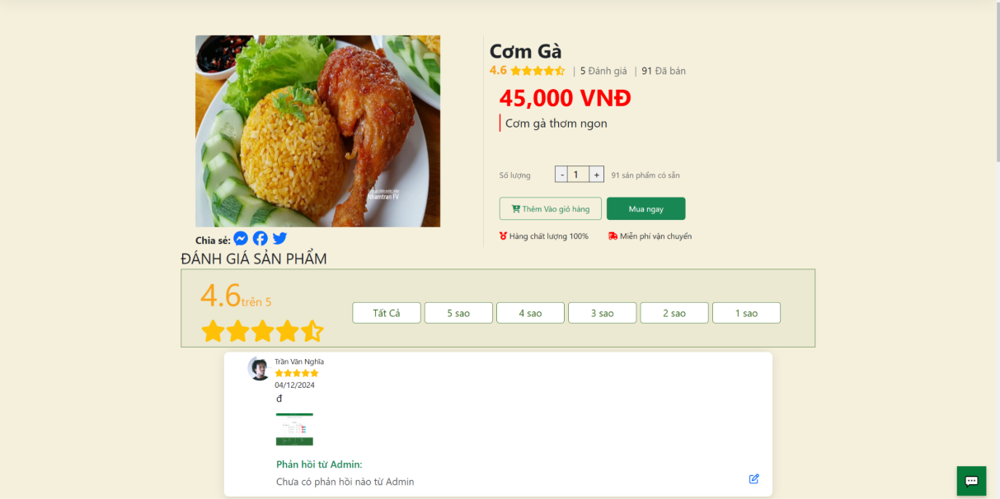 Cơm Gà
4.6 | 5 Đánh giá | 91 Đã bán
45,000 VNĐ
Cơm gà thơm ngon
Số lượng - 1 + 91 sản phẩm có sẵn
Thêm Vào giỏ hàng Mua ngay
Hàng chất lượng 100% Miễn phí vận chuyển
Nhamtran FV
Chia sẻ:
ĐÁNH GIÁ SẢN PHẨM
4.6 trên 5
Tất Cả 5 sao 4 sao 3 sao 2 sao 1 sao
Trần Văn Nghĩa
04/12/2024
đ
Phản hồi từ Admin:
Chưa có phản hồi nào từ Admin